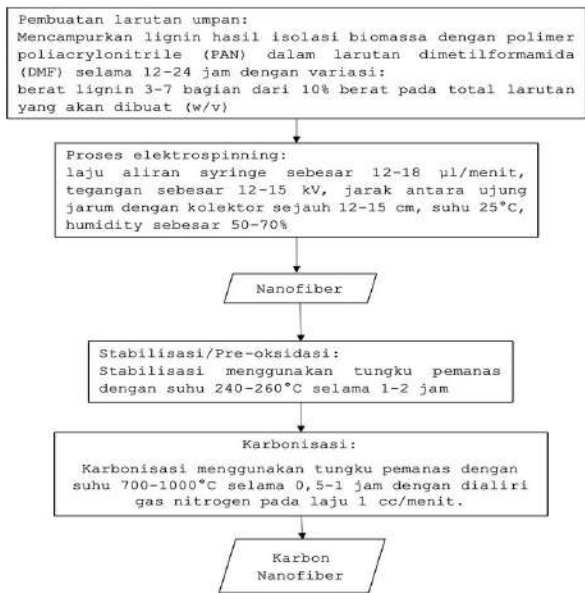 Pembuatan larutan umpan:
Mencampurkan lignin hasil isolasi biomassa dengan polimer
poliacrylonitrile (PAN) dalam larutan dimetilformamida
(DMF) selama 12-24 jam dengan variasi:
berat lignin 3-7 bagian dari 10% berat pada total larutan
yang akan dibuat (w/v)
Proses elektrospinning:
laju aliran syringe sebesar 12-18 µl/menit,
tegangan sebesar 12-15 kV, jarak antara ujung
jarum dengan kolektor sejauh 12-15 cm, suhu 25°C,
humidity sebesar 50-70%
Nanofiber
Stabilisasi/Pre-oksidasi:
Stabilisasi menggunakan tungku pemanas
dengan suhu 240-260°C selama 1-2 jam
Karbonisasi:
Karbonisasi menggunakan tungku pemanas dengan
suhu 700-1000°C selama 0,5-1 jam dengan dialiri
gas nitrogen pada laju 1 cc/menit.
Karbon
Nanofiber